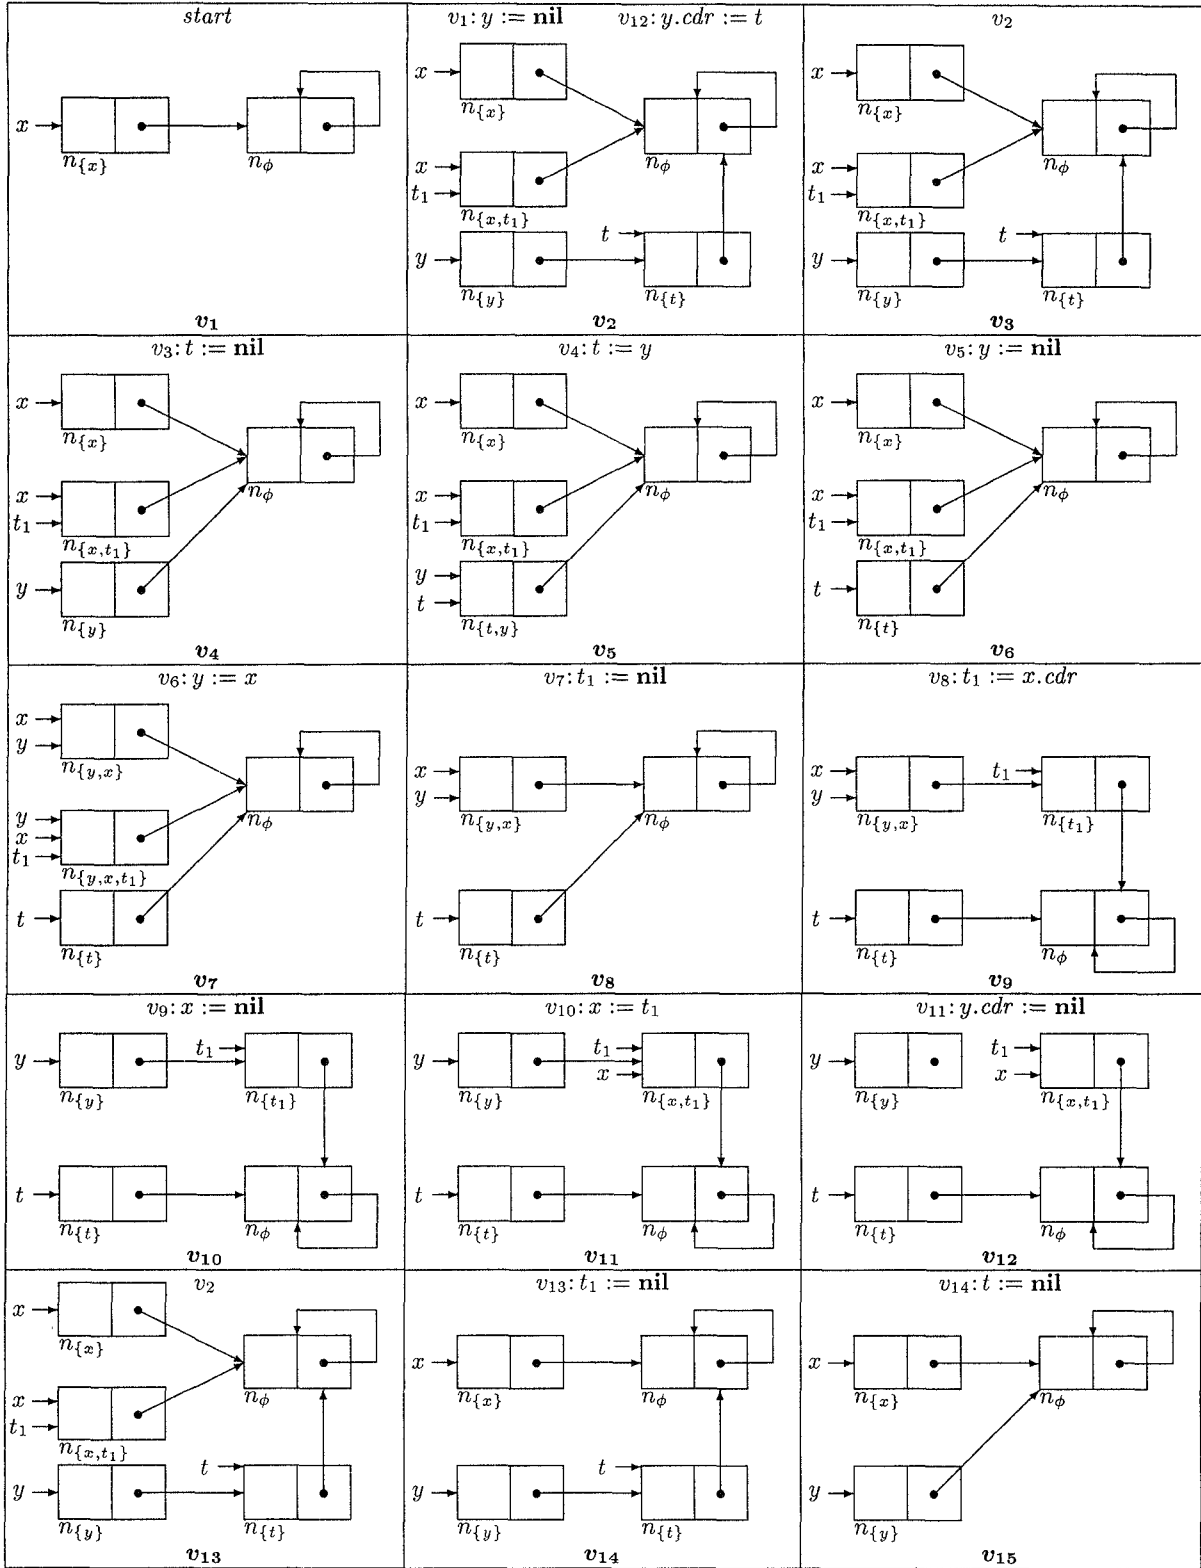 start
x
n_{x}
n_φ
v₁
v₁: y := nil    v₁₂: y.cdr := t
x
n_{x}
n_φ
x
t₁
n_{x,t₁}
t
y
n_{y}
n_{t}
v₂
v₂
x
n_{x}
n_φ
x
t₁
n_{x,t₁}
t
y
n_{y}
n_{t}
v₃
v₃: t := nil
x
n_{x}
n_φ
x
t₁
n_{x,t₁}
y
n_{y}
v₄
v₄: t := y
x
n_{x}
n_φ
x
t₁
n_{x,t₁}
y
t
n_{t,y}
v₅
v₅: y := nil
x
n_{x}
n_φ
x
t₁
n_{x,t₁}
t
n_{t}
v₆
v₆: y := x
x
y
n_{y,x}
n_φ
y
x
t₁
n_{y,x,t₁}
t
n_{t}
v₇
v₇: t₁ := nil
x
y
n_{y,x}
n_φ
t
n_{t}
v₈
v₈: t₁ := x.cdr
x
t₁
y
n_{y,x}
n_{t₁}
t
n_{t}
n_φ
v₉
v₉: x := nil
t₁
y
n_{y}
n_{t₁}
t
n_{t}
n_φ
v₁₀
v₁₀: x := t₁
t₁
y
x
n_{y}
n_{x,t₁}
t
n_{t}
n_φ
v₁₁
v₁₁: y.cdr := nil
t₁
y
x
n_{y}
n_{x,t₁}
t
n_{t}
n_φ
v₁₂
v₂
x
n_{x}
n_φ
x
t₁
n_{x,t₁}
t
y
n_{y}
n_{t}
v₁₃
v₁₃: t₁ := nil
x
n_{x}
n_φ
t
y
n_{y}
n_{t}
v₁₄
v₁₄: t := nil
x
n_{x}
n_φ
y
n_{y}
v₁₅